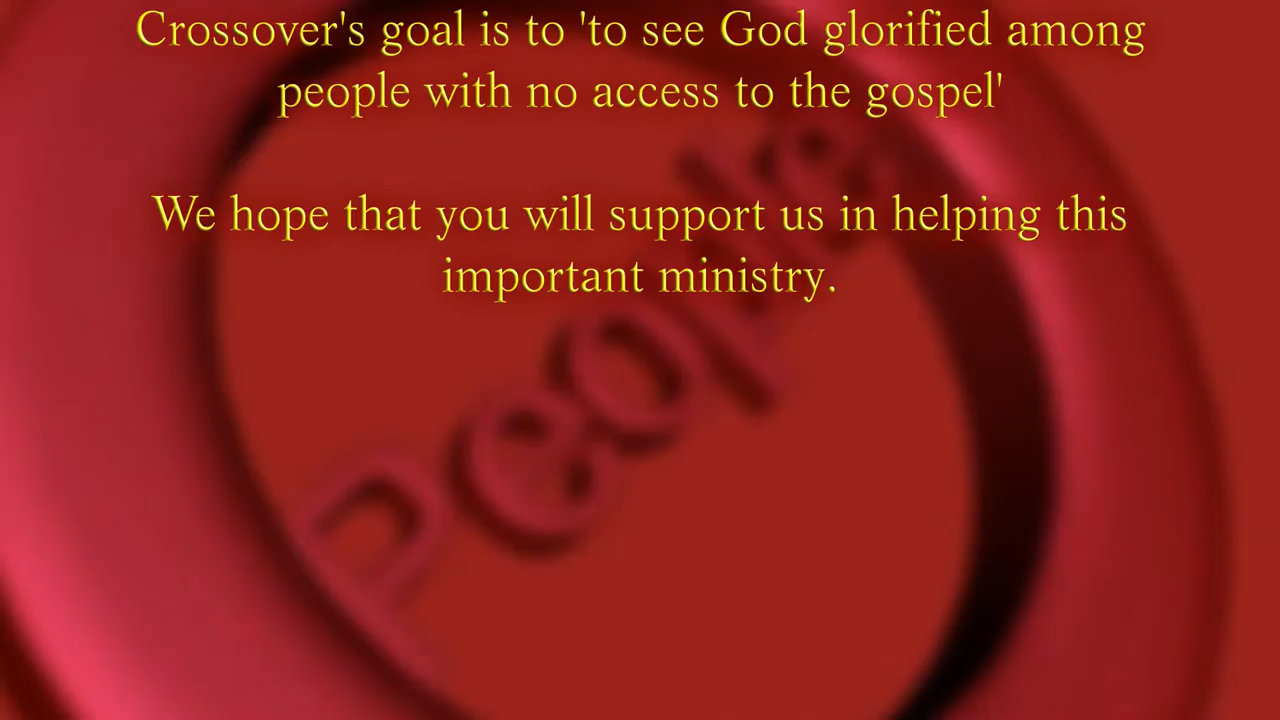 Crossover's goal is to 'to see God glorified among
people with no access to the gospel'
We hope that you will support us in helping this
important ministry.
People